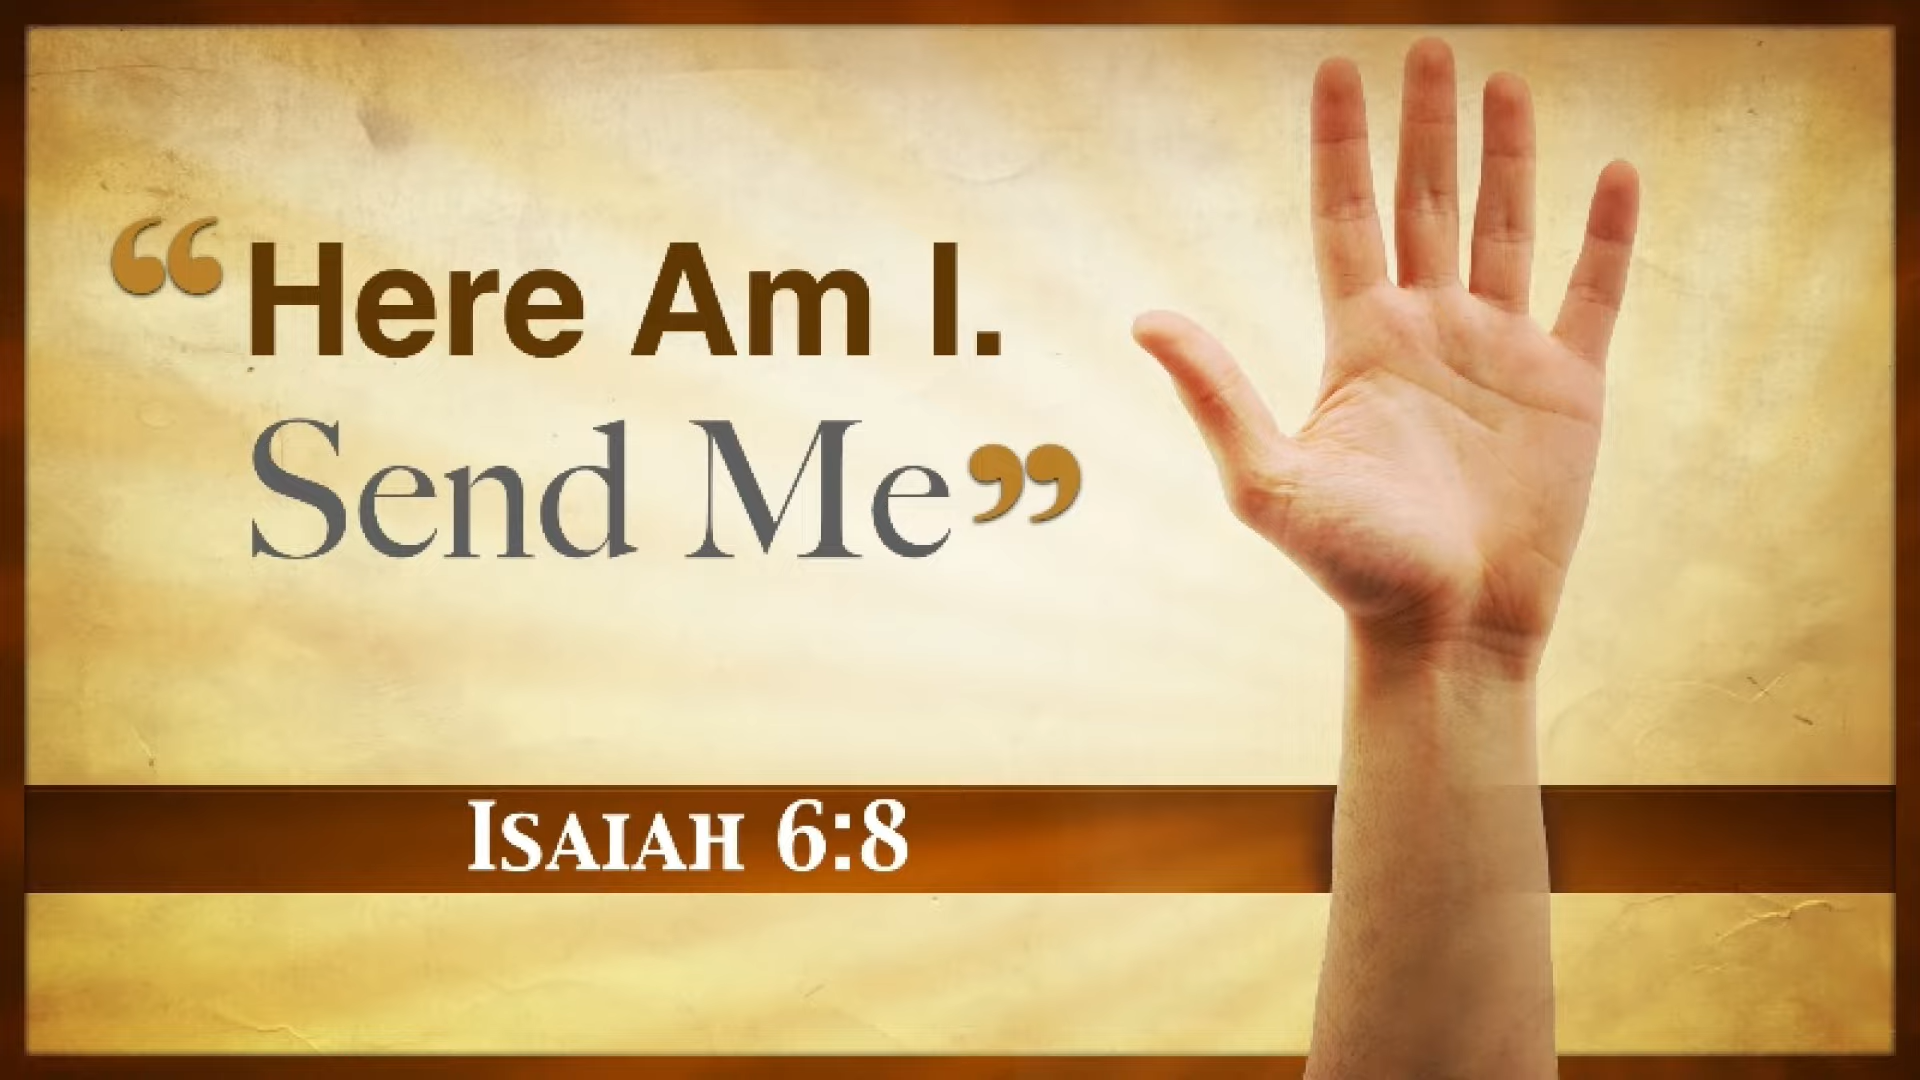 “Here Am I.
Send Me”
Isaiah 6:8